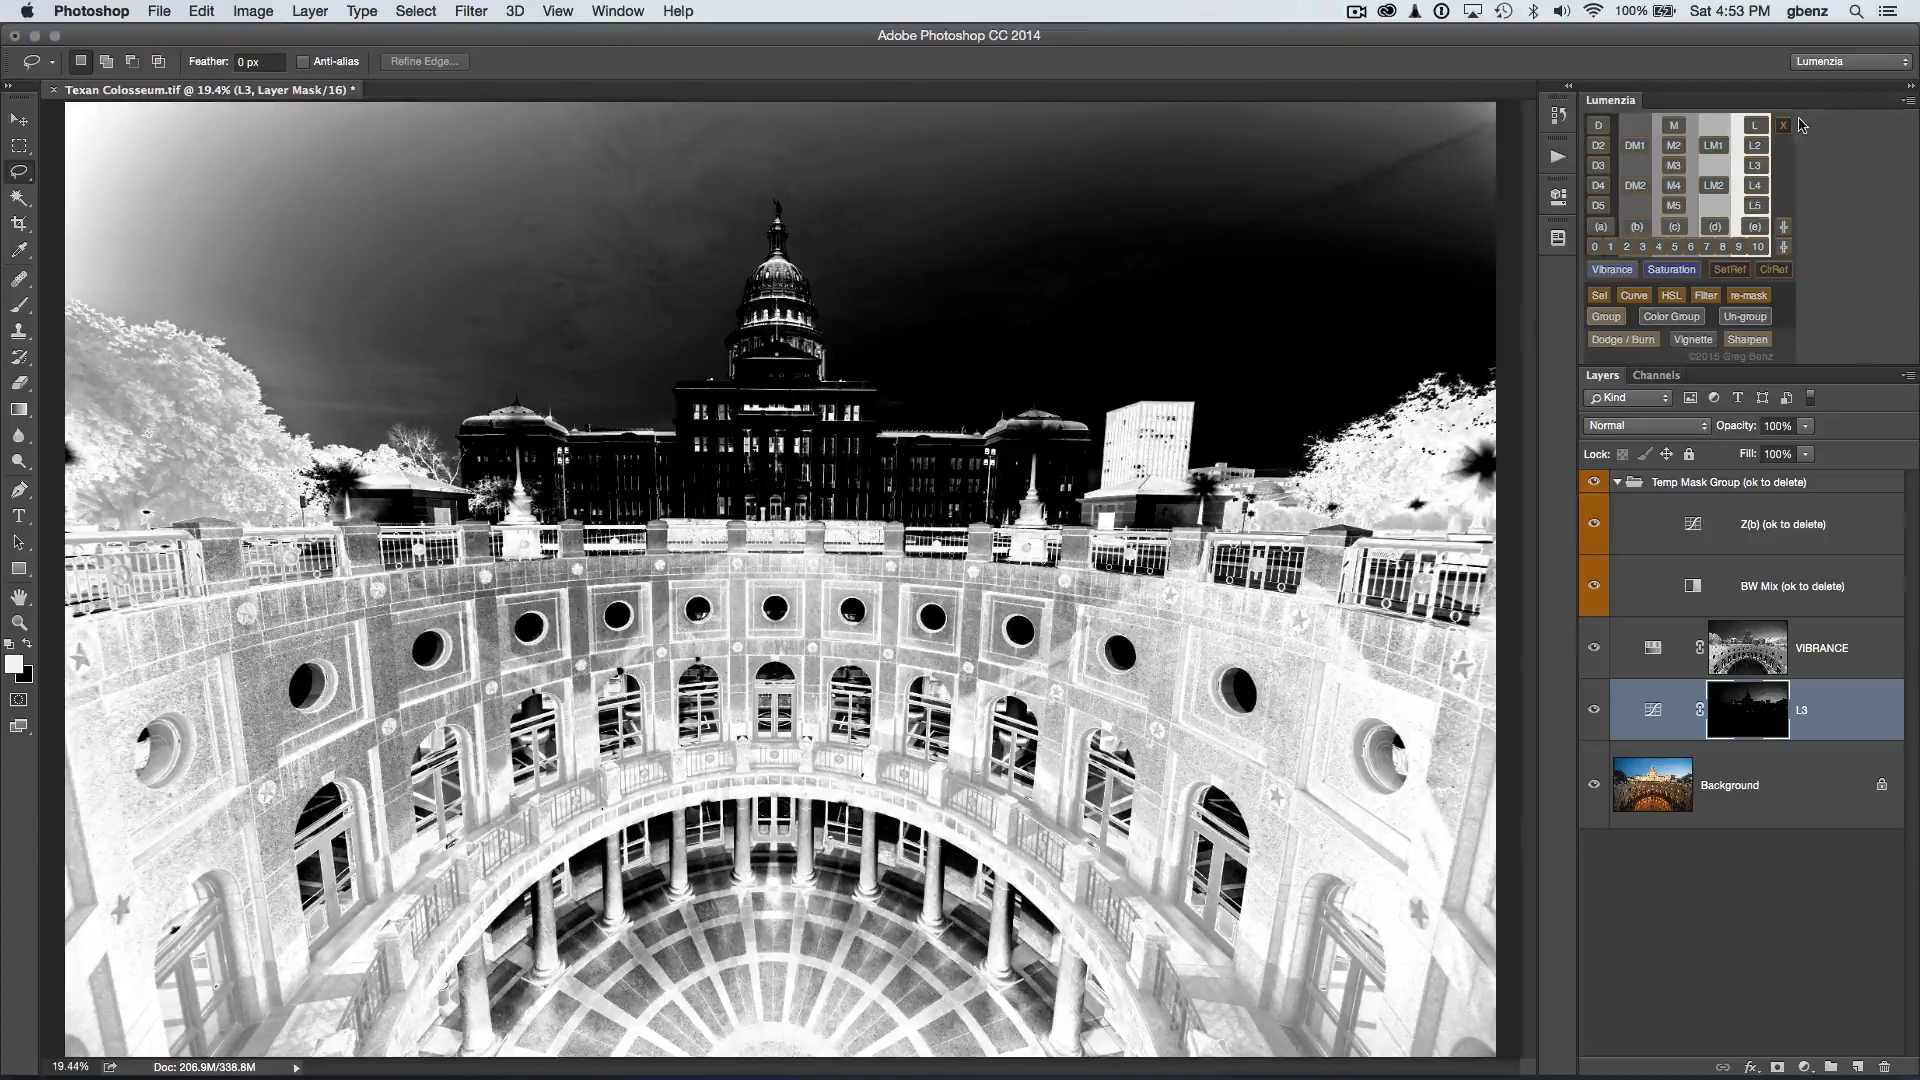 Photoshop File Edit Image Layer Type Select Filter 3D View Window Help 100% Sat 4:53 PM gbenz
Adobe Photoshop CC 2014
Feather: 0 px Anti-alias Refine Edge... Lumenzia
Texan Colosseum.tif @ 19.4% (L3, Layer Mask/16) *
Lumenzia
D M L X
D2 DM1 M2 LM1 L2
D3 M3 L3
D4 DM2 M4 LM2 L4
D5 M5 L5
(a) (b) (c) (d) (e)
0 1 2 3 4 5 6 7 8 9 10
Vibrance Saturation SetRef ClrRef
Sel Curve HSL Filter re-mask
Group Color Group Un-group
Dodge / Burn Vignette Sharpen
©2015 Greg Benz
Layers Channels
Kind
Normal Opacity: 100%
Lock: Fill: 100%
Temp Mask Group (ok to delete)
Z(b) (ok to delete)
BW Mix (ok to delete)
VIBRANCE
L3
Background
19.44% Doc: 206.9M/338.8M